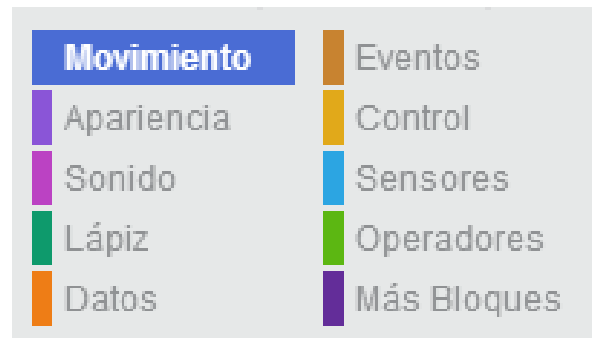 Movimiento
Apariencia
Sonido
Lápiz
Datos
Eventos
Control
Sensores
Operadores
Más Bloques